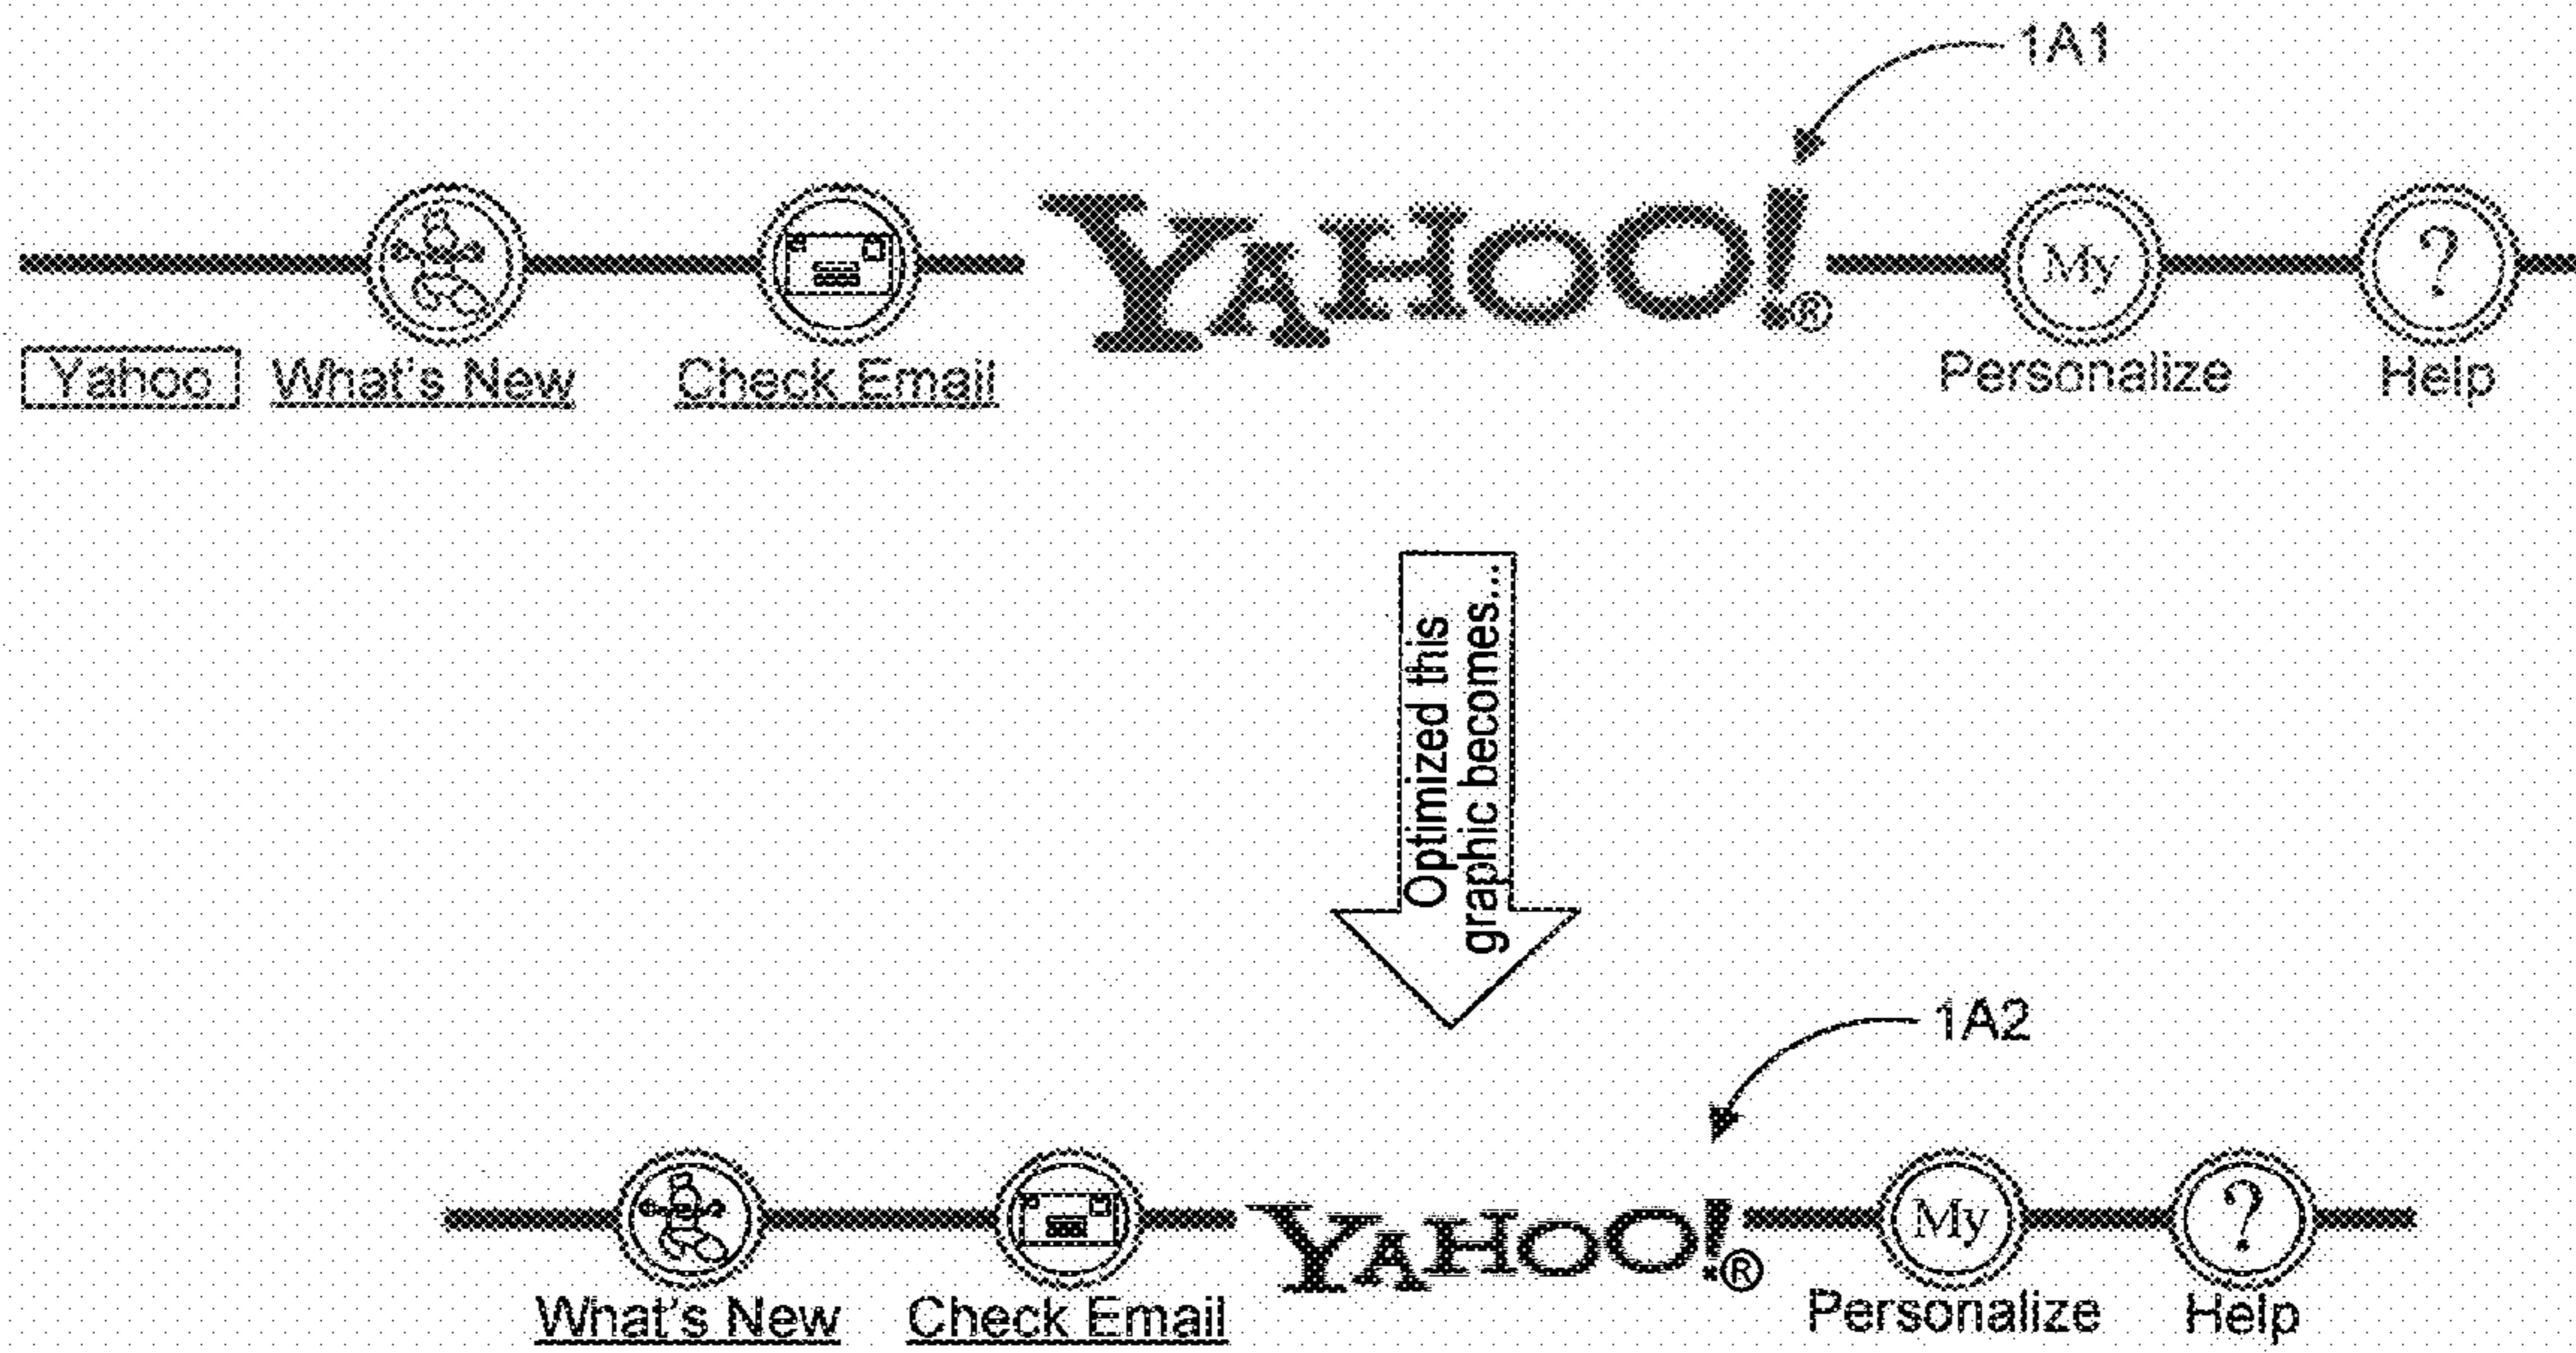 1A1
YAHOO!®
My
?
Yahoo What's New Check Email Personalize Help
Optimized this
graphic becomes...
1A2
YAHOO!®
My
?
What's New Check Email Personalize Help